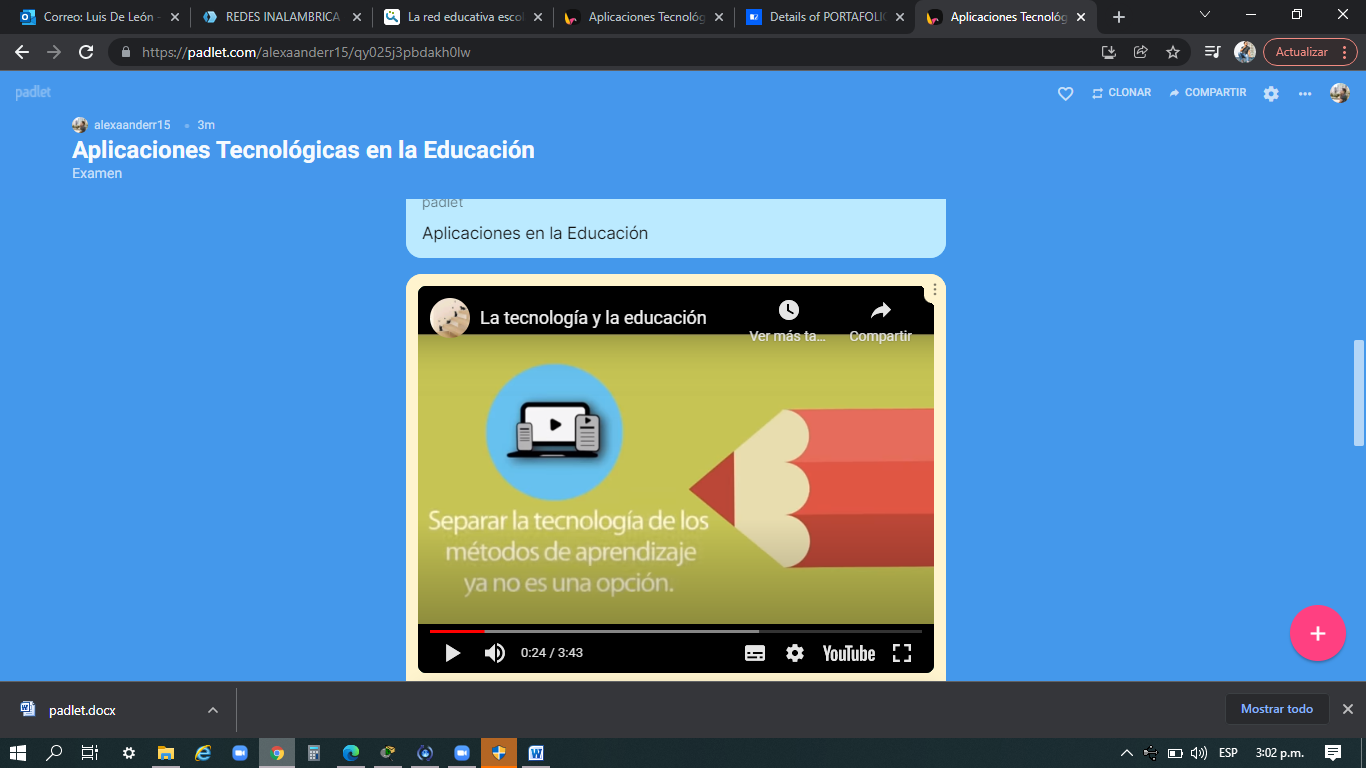 Correo: Luis De León -
REDES INALAMBRICA
La red educativa escol
Aplicaciones Tecnológ
Details of PORTAFOLIO
Aplicaciones Tecnológ
https://padlet.com/alexaanderr15/qy025j3pbdakh0lw
Actualizar
padlet
CLONAR
COMPARTIR
alexaanderr15
3m
Aplicaciones Tecnológicas en la Educación
Examen
padlet
Aplicaciones en la Educación
La tecnología y la educación
Ver más ta...
Compartir
Separar la tecnología de los
métodos de aprendizaje
ya no es una opción.
0:24 / 3:43
YouTube
padlet.docx
Mostrar todo
ESP
3:02 p.m.